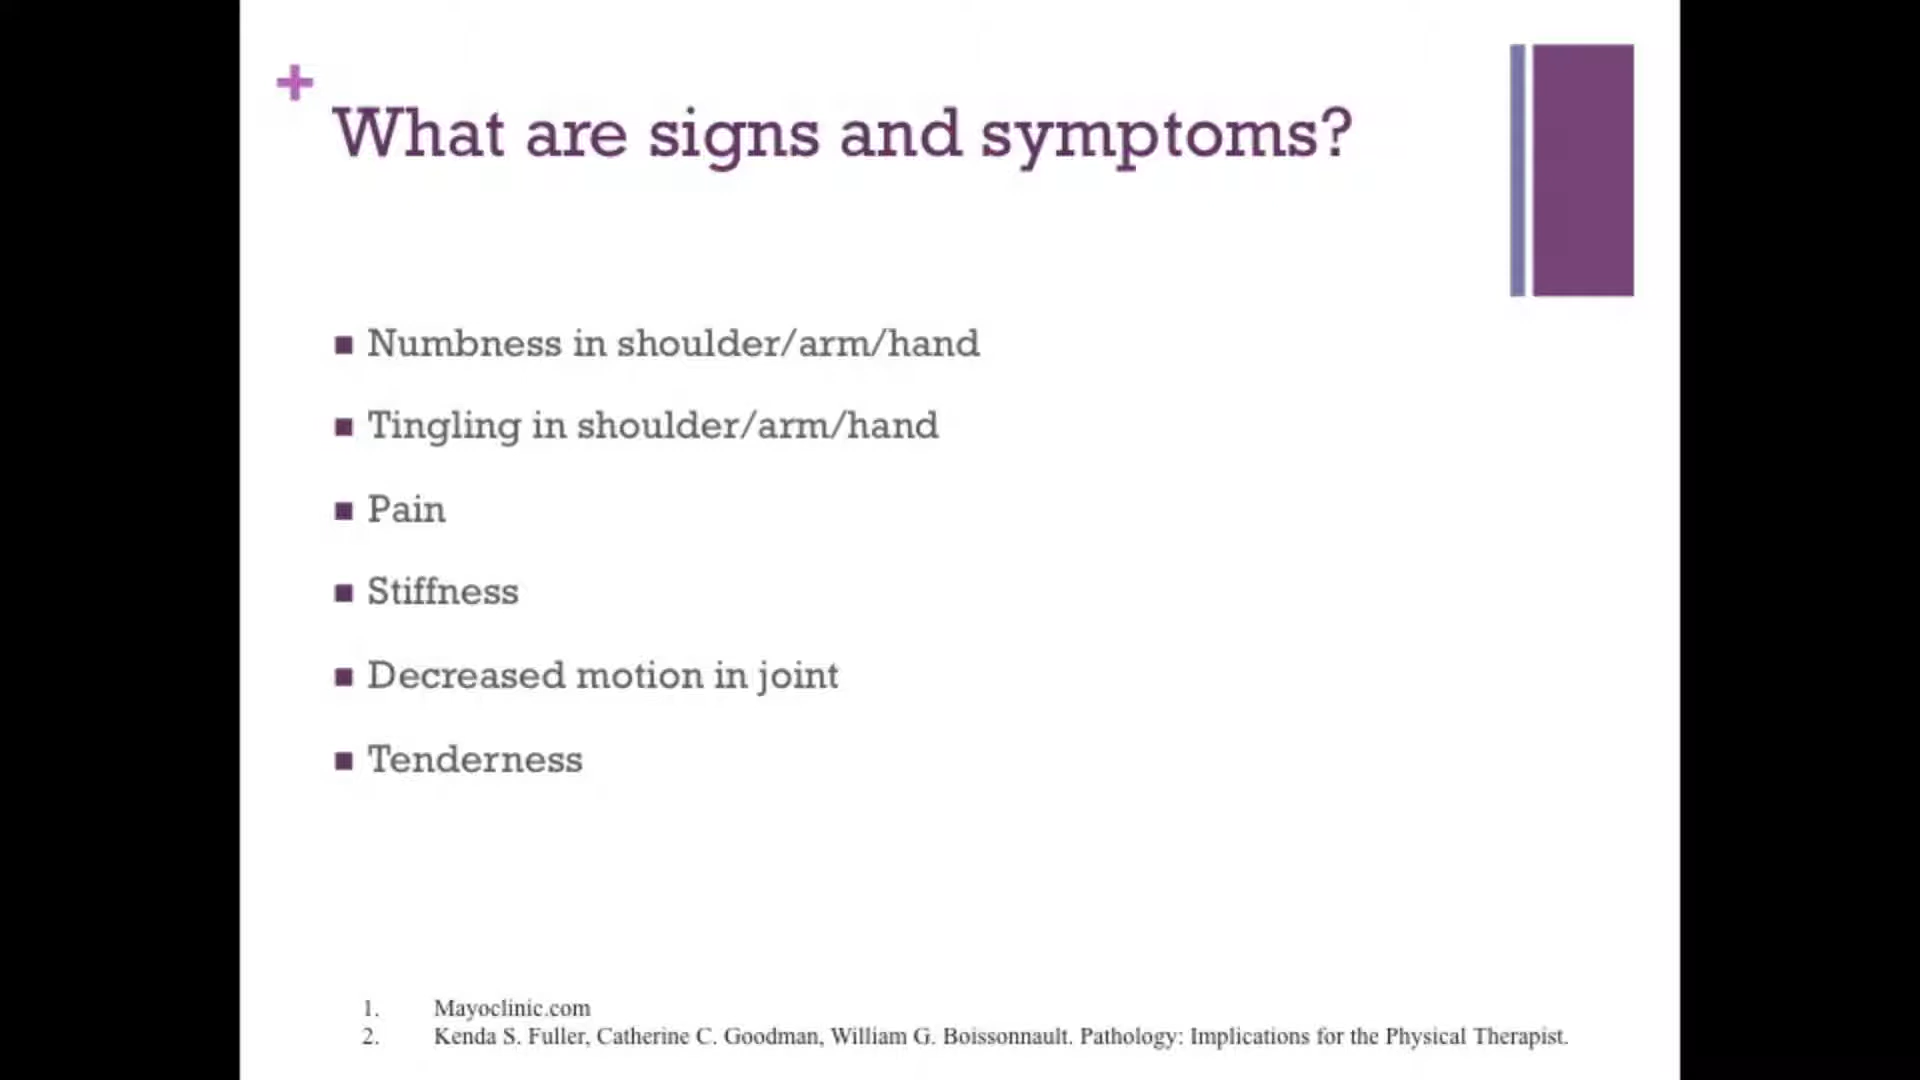 +
What are signs and symptoms?
Numbness in shoulder/arm/hand
Tingling in shoulder/arm/hand
Pain
Stiffness
Decreased motion in joint
Tenderness
1. Mayoclinic.com
2. Kenda S. Fuller, Catherine C. Goodman, William G. Boissonnault. Pathology: Implications for the Physical Therapist.